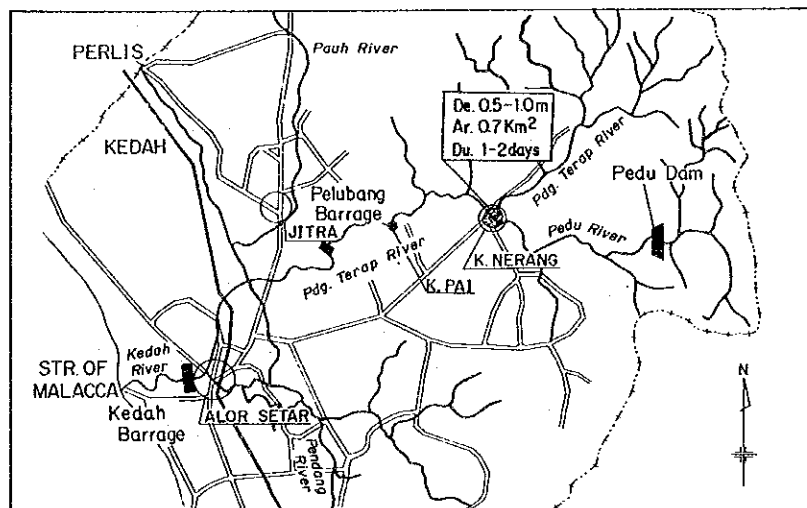 PERLIS
Pauh River
KEDAH
De. 0.5-1.0m
Ar. 0.7 Km²
Du. 1-2days
Pdg. Terap River
Pedu Dam
Pelubang
Barrage
JITRA
Pedu River
Pdg. Terap River
K. NERANG
K. PAI
Kedah
River
STR. OF
MALACCA
Kedah
Barrage
ALOR SETAR
Pendang
River
N